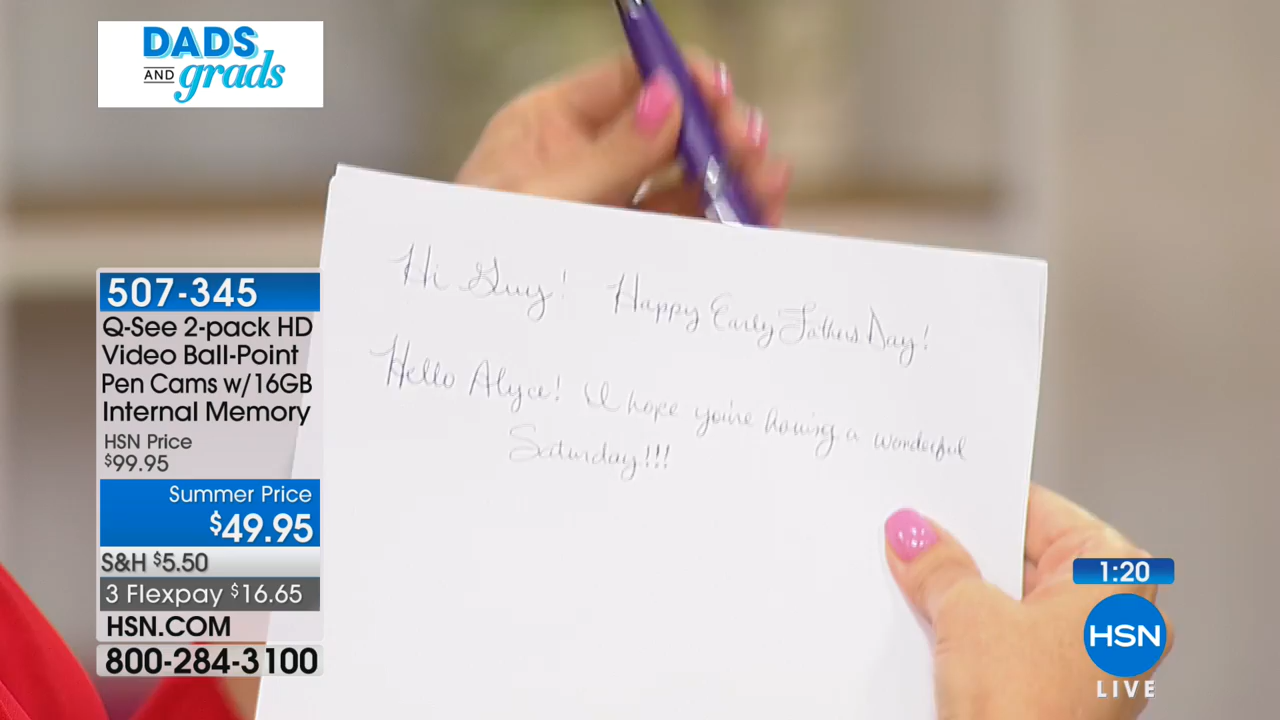 DADS
AND grads
507-345
Q-See 2-pack HD
Video Ball-Point
Pen Cams w/16GB
Internal Memory
HSN Price
$99.95
Summer Price
$49.95
S&H $5.50
3 Flexpay $16.65
HSN.COM
800-284-3100
Hi Guy! Happy Early Fathers Day!
Hello Alyce! I hope you're having a wonderful
Saturday!!!
1:20
HSN
LIVE